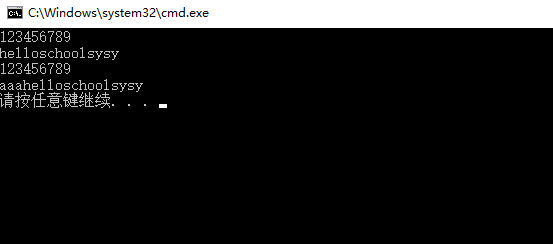 C:\Windows\system32\cmd.exe
123456789
helloschoolsysy
123456789
aaahelloschoolsysy
请按任意键继续. . .